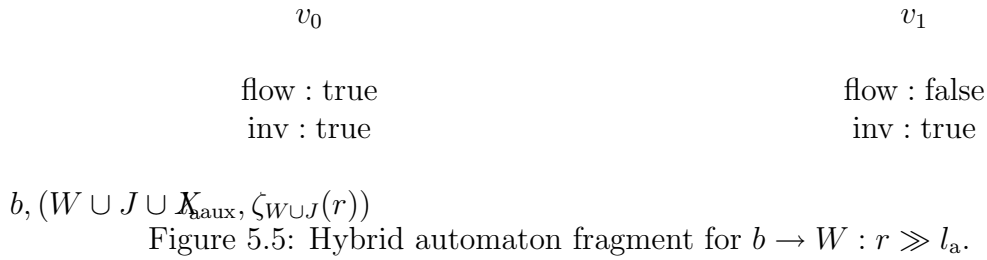 v_0 v_1
flow : true flow : false
inv : true inv : true
b, (W ∪ J ∪ X_aux, ζ_{W∪J}(r))
Figure 5.5: Hybrid automaton fragment for b → W : r ≫ l_a.